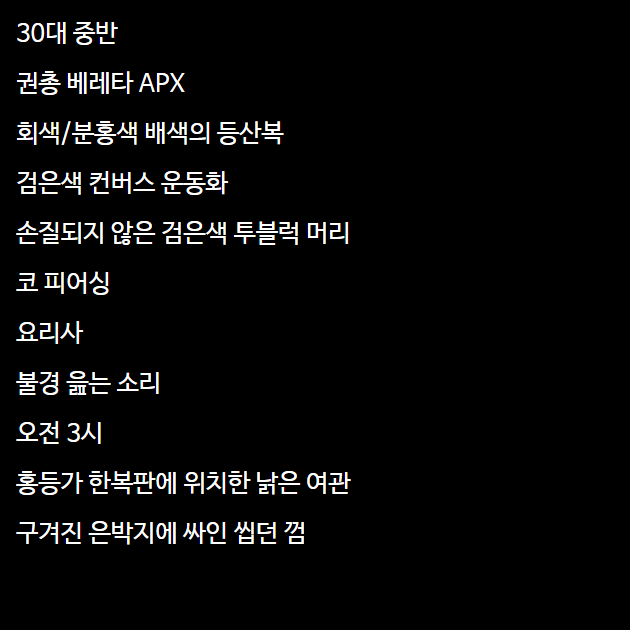 30대 중반
권총 베레타 APX
회색/분홍색 배색의 등산복
검은색 컨버스 운동화
손질되지 않은 검은색 투블럭 머리
코 피어싱
요리사
불경 읊는 소리
오전 3시
홍등가 한복판에 위치한 낡은 여관
구겨진 은박지에 싸인 씹던 껌